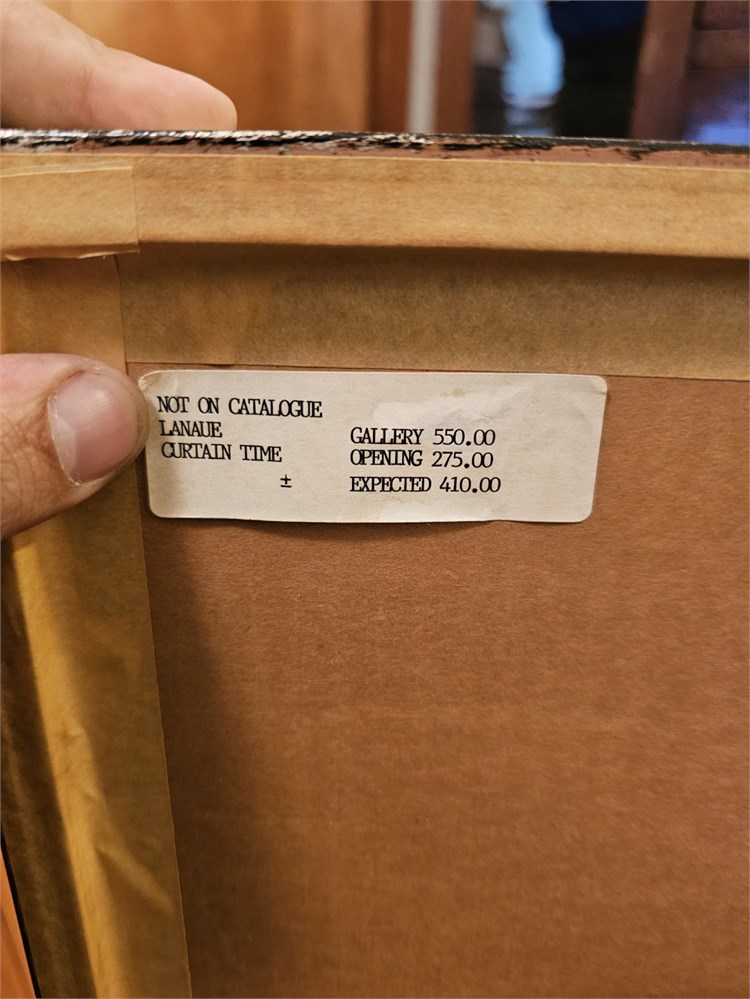 NOT ON CATALOGUE
LANAUE
CURTAIN TIME
±
GALLERY 550.00
OPENING 275.00
EXPECTED 410.00